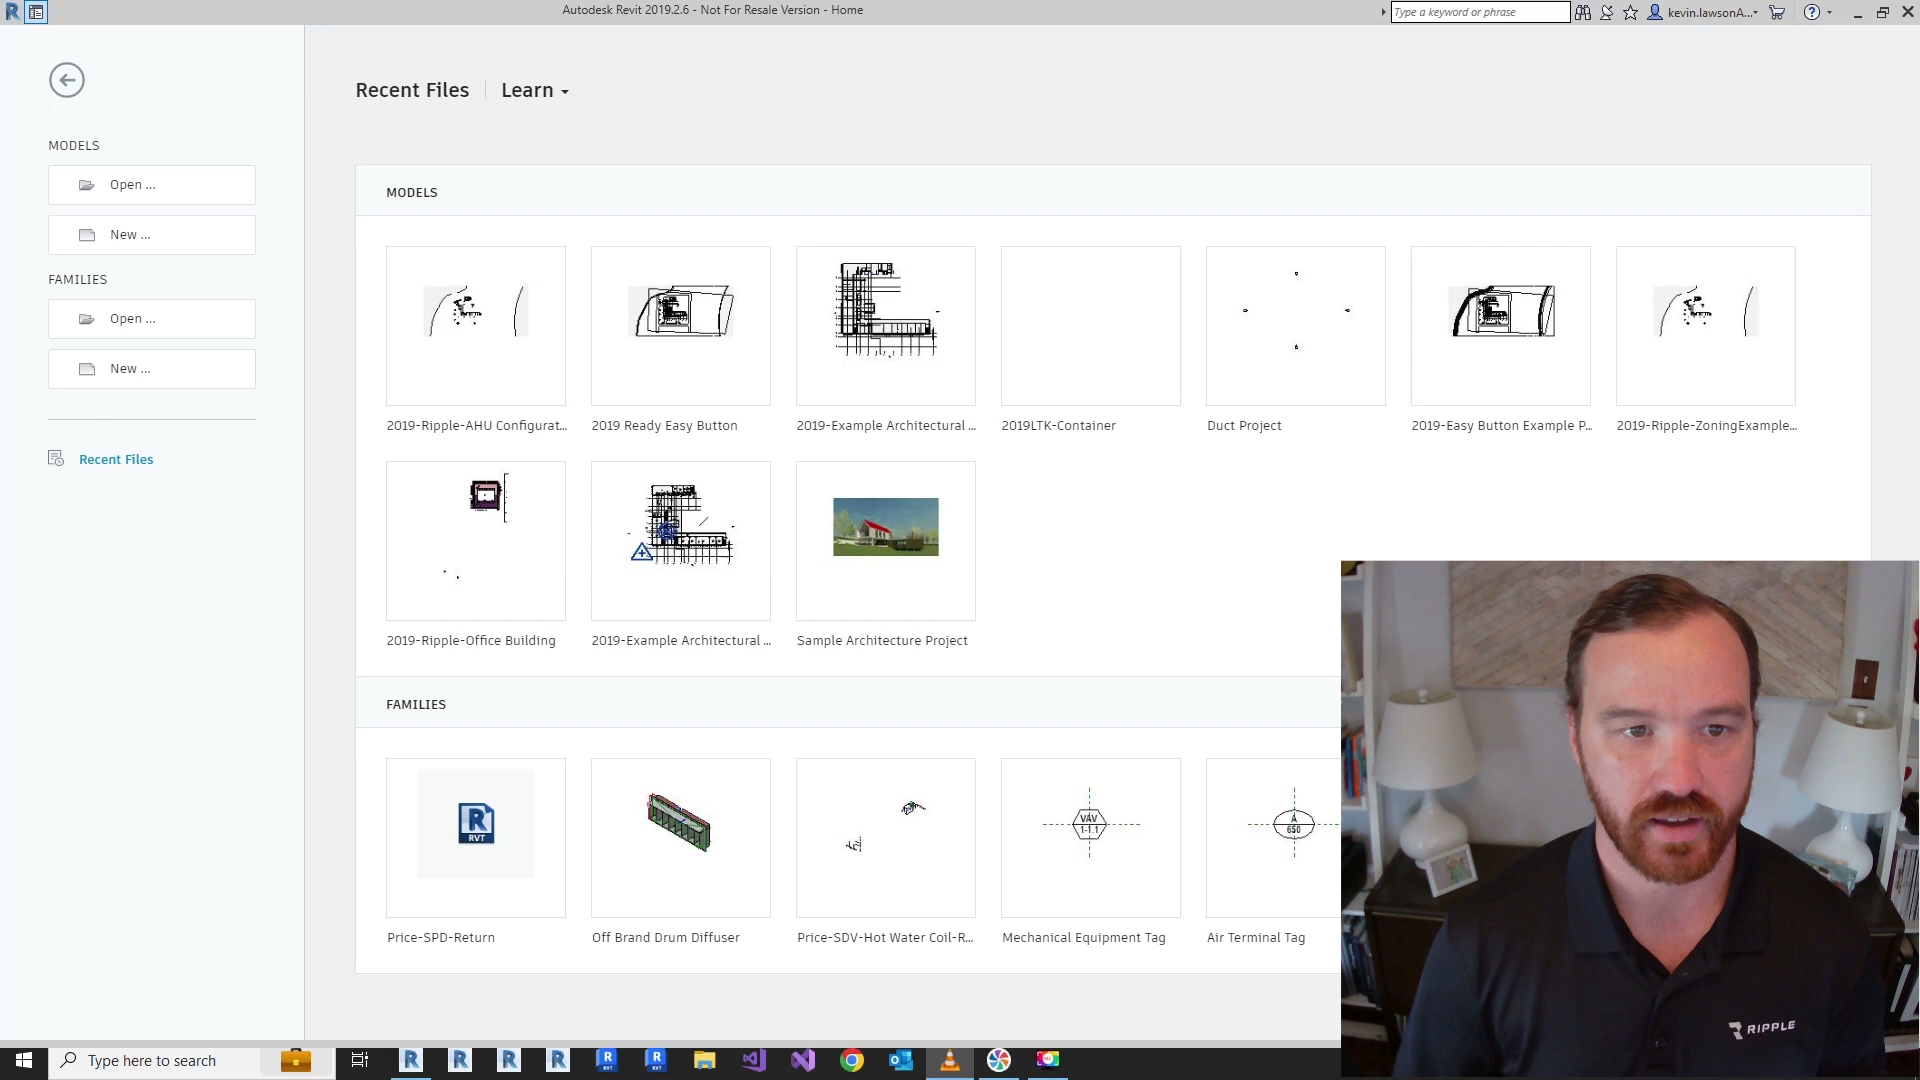 Autodesk Revit 2019.2.6 - Not For Resale Version - Home
Type a keyword or phrase
kevin.lawsonA...
Recent Files
Learn
MODELS
Open ...
New ...
FAMILIES
Open ...
New ...
Recent Files
MODELS
2019-Ripple-AHU Configurat...
2019 Ready Easy Button
2019-Example Architectural ...
2019LTK-Container
Duct Project
2019-Easy Button Example P...
2019-Ripple-ZoningExample...
2019-Ripple-Office Building
2019-Example Architectural ...
Sample Architecture Project
FAMILIES
R
RVT
VAV
1-1.1
A
650
Price-SPD-Return
Off Brand Drum Diffuser
Price-SDV-Hot Water Coil-R...
Mechanical Equipment Tag
Air Terminal Tag
RIPPLE
Type here to search